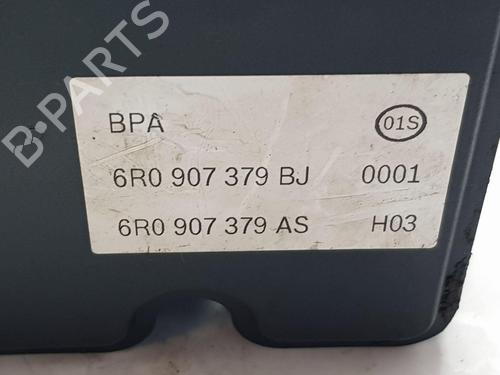 B-PARTS
BPA 01S
6R0 907 379 BJ 0001
6R0 907 379 AS H03